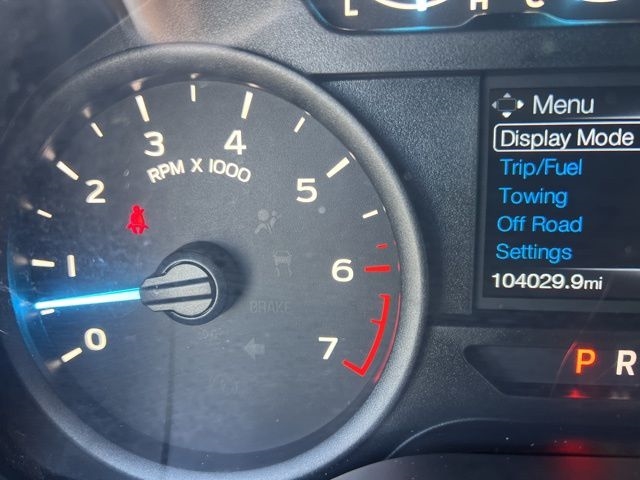 L H C
Menu
Display Mode
Trip/Fuel
Towing
Off Road
Settings
104029.9mi
P R
0
1
2
3
4
5
6
7
RPM X 1000
BRAKE